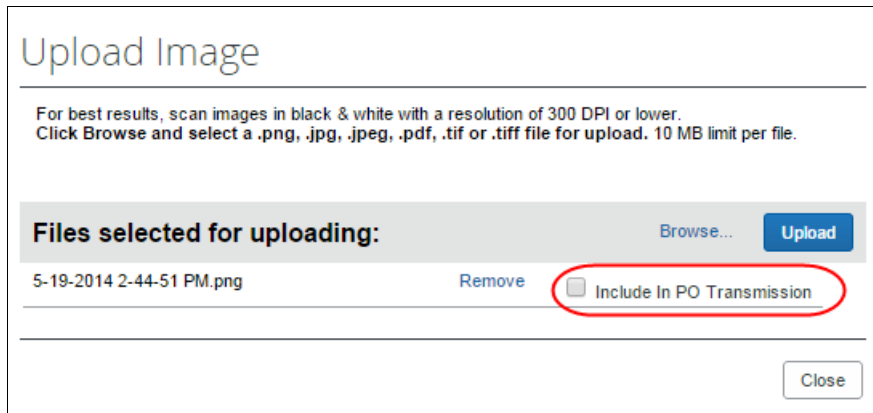 Upload Image
For best results, scan images in black & white with a resolution of 300 DPI or lower.
Click Browse and select a .png, .jpg, .jpeg, .pdf, .tif or .tiff file for upload. 10 MB limit per file.
Files selected for uploading: Browse... Upload
5-19-2014 2-44-51 PM.png Remove Include In PO Transmission
Close